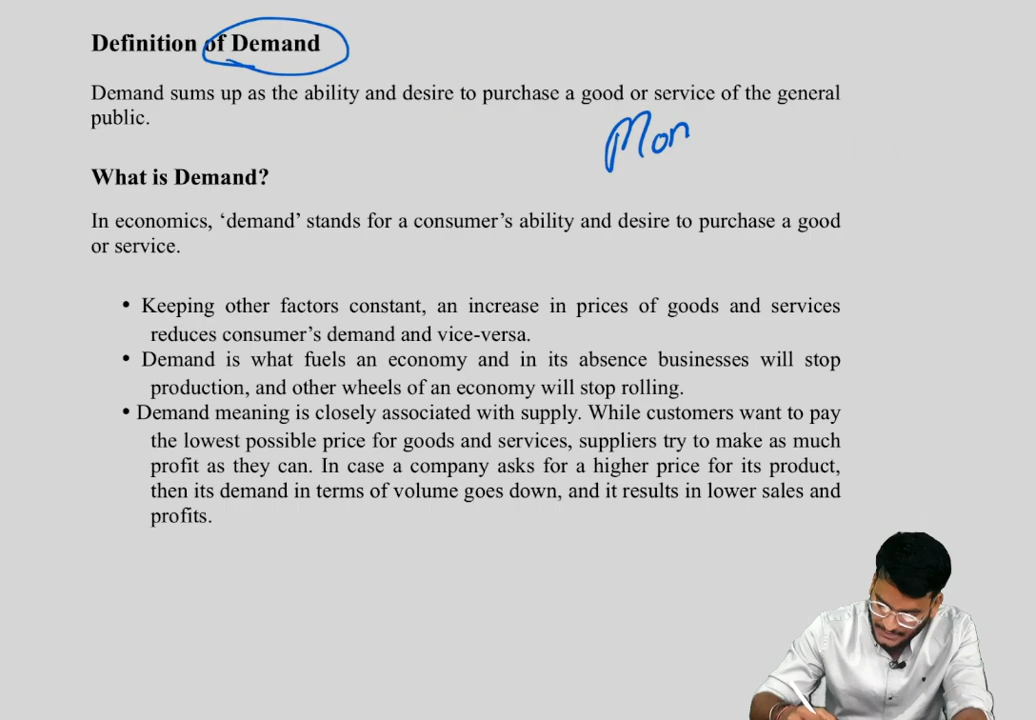 Definition of Demand
Demand sums up as the ability and desire to purchase a good or service of the general
public.
Mon
What is Demand?
In economics, ‘demand’ stands for a consumer’s ability and desire to purchase a good
or service.
• Keeping other factors constant, an increase in prices of goods and services
reduces consumer’s demand and vice-versa.
• Demand is what fuels an economy and in its absence businesses will stop
production, and other wheels of an economy will stop rolling.
• Demand meaning is closely associated with supply. While customers want to pay
the lowest possible price for goods and services, suppliers try to make as much
profit as they can. In case a company asks for a higher price for its product,
then its demand in terms of volume goes down, and it results in lower sales and
profits.